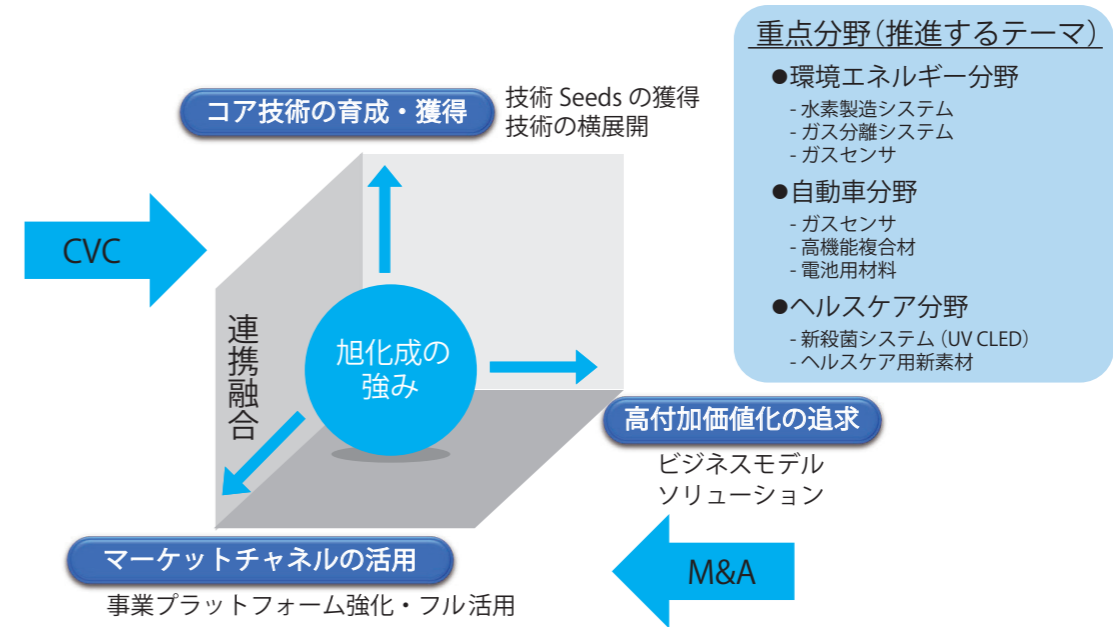 コア技術の育成・獲得
技術 Seeds の獲得
技術の横展開
CVC
連携融合
旭化成の
強み
高付加価値化の追求
ビジネスモデル
ソリューション
マーケットチャネルの活用
事業プラットフォーム強化・フル活用
M&A
重点分野(推進するテーマ)
●環境エネルギー分野
- 水素製造システム
- ガス分離システム
- ガスセンサ
●自動車分野
- ガスセンサ
- 高機能複合材
- 電池用材料
●ヘルスケア分野
- 新殺菌システム(UV CLED)
- ヘルスケア用新素材